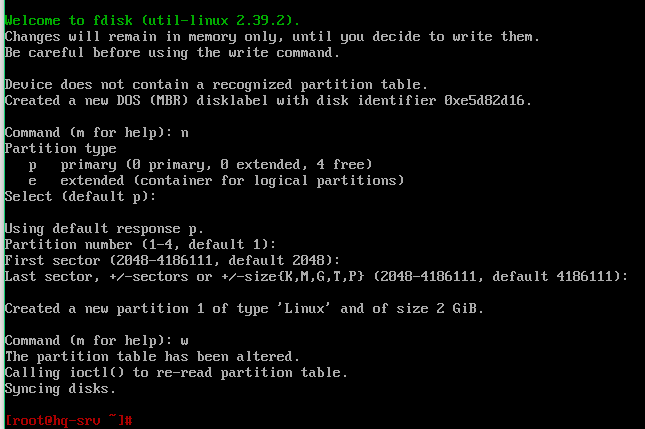 Welcome to fdisk (util-linux 2.39.2).
Changes will remain in memory only, until you decide to write them.
Be careful before using the write command.
Device does not contain a recognized partition table.
Created a new DOS (MBR) disklabel with disk identifier 0xe5d82d16.
Command (m for help): n
Partition type
p   primary (0 primary, 0 extended, 4 free)
e   extended (container for logical partitions)
Select (default p):
Using default response p.
Partition number (1-4, default 1):
First sector (2048-4186111, default 2048):
Last sector, +/-sectors or +/-size{K,M,G,T,P} (2048-4186111, default 4186111):
Created a new partition 1 of type 'Linux' and of size 2 GiB.
Command (m for help): w
The partition table has been altered.
Calling ioctl() to re-read partition table.
Syncing disks.
[root@hq-srv ~]#